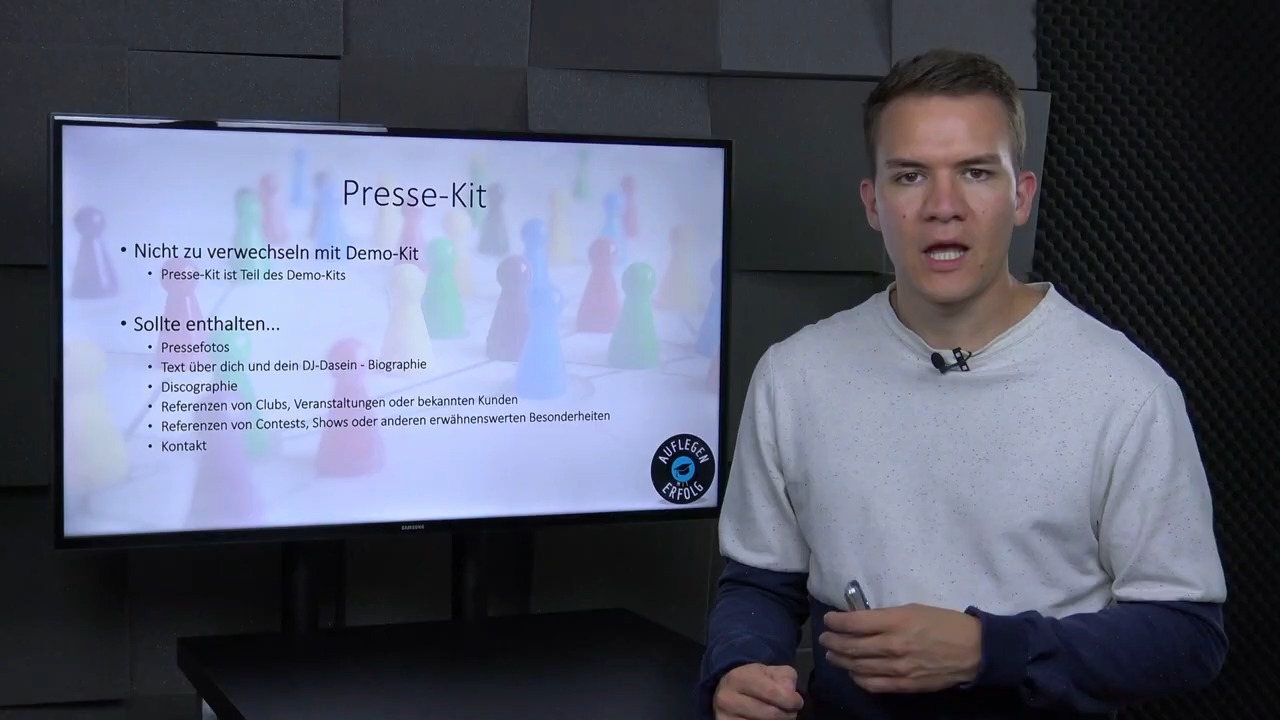 Presse-Kit
• Nicht zu verwechseln mit Demo-Kit
• Presse-Kit ist Teil des Demo-Kits
• Sollte enthalten...
• Pressefotos
• Text über dich und dein DJ-Dasein - Biographie
• Discographie
• Referenzen von Clubs, Veranstaltungen oder bekannten Kunden
• Referenzen von Contests, Shows oder anderen erwähnenswerten Besonderheiten
• Kontakt
AUFLEGEN
MIT
ERFOLG
SAMSUNG